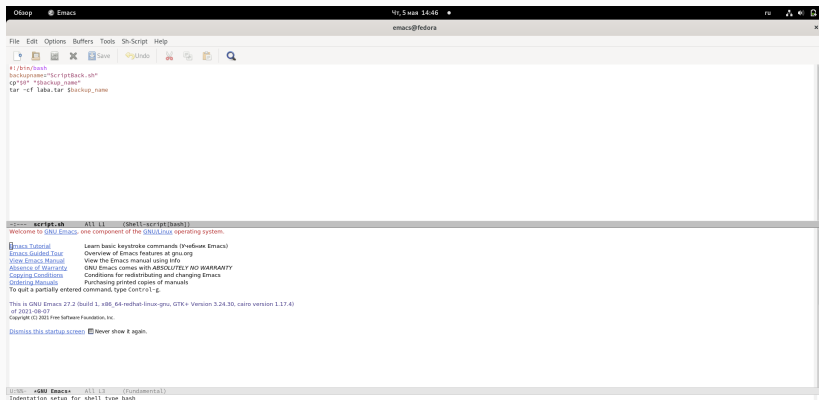 Обзор Emacs Чт, 5 мая 14:46 ru
emacs@fedora
File Edit Options Buffers Tools Sh-Script Help
Save Undo
#!/bin/bash
backupname="ScriptBack.sh"
cp"$0" "$backup_name"
tar -cf laba.tar $backup_name
-:--- script.sh All L1 (Shell-script[bash])
Welcome to GNU Emacs, one component of the GNU/Linux operating system.
Emacs Tutorial Learn basic keystroke commands (Учебник Emacs)
Emacs Guided Tour Overview of Emacs features at gnu.org
View Emacs Manual View the Emacs manual using Info
Absence of Warranty GNU Emacs comes with ABSOLUTELY NO WARRANTY
Copying Conditions Conditions for redistributing and changing Emacs
Ordering Manuals Purchasing printed copies of manuals
To quit a partially entered command, type Control-g.
This is GNU Emacs 27.2 (build 1, x86_64-redhat-linux-gnu, GTK+ Version 3.24.30, cairo version 1.17.4)
of 2021-08-07
Copyright (C) 2021 Free Software Foundation, Inc.
Dismiss this startup screen Never show it again.
U:%%- *GNU Emacs* All L3 (Fundamental)
Indentation setup for shell type bash